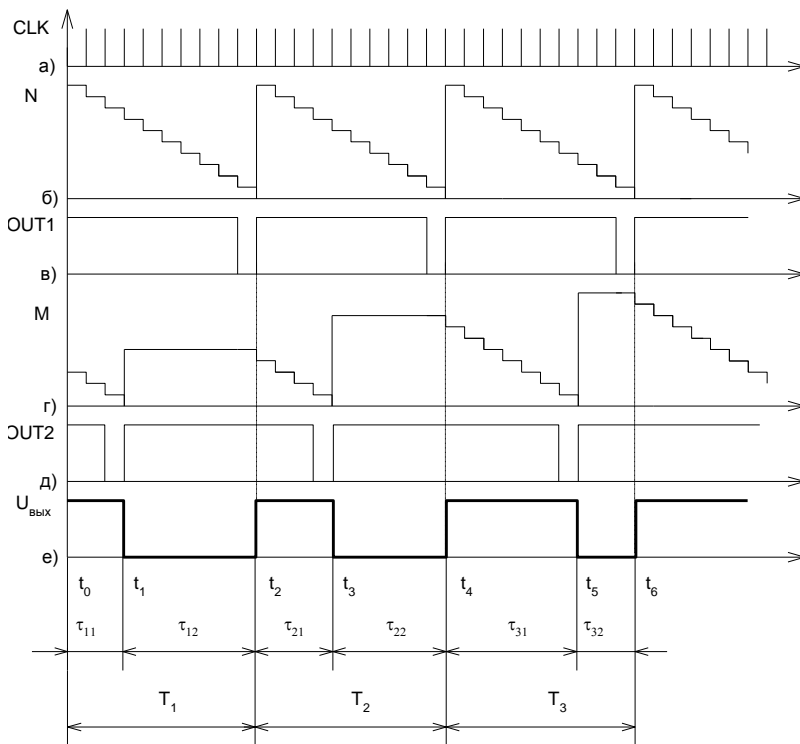 CLK
а)
N
б)
OUT1
в)
M
г)
OUT2
д)
Uвых
е)
t0 t1 t2 t3 t4 t5 t6
τ11 τ12 τ21 τ22 τ31 τ32
T1 T2 T3